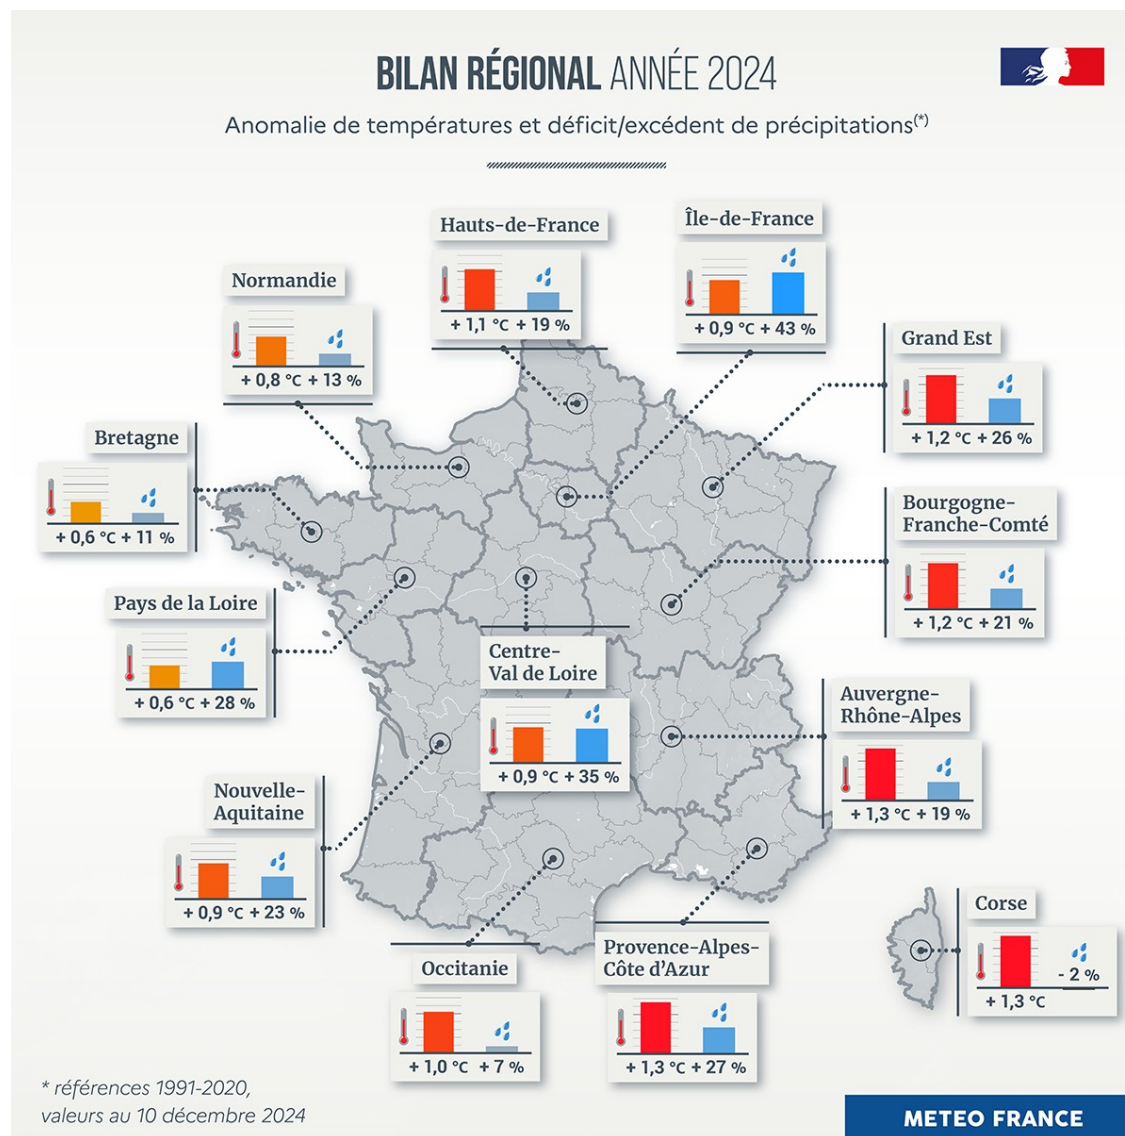 BILAN RÉGIONAL ANNÉE 2024
Anomalie de températures et déficit/excédent de précipitations(*)
Hauts-de-France
+ 1,1 °C + 19 %
Île-de-France
+ 0,9 °C + 43 %
Normandie
+ 0,8 °C + 13 %
Grand Est
+ 1,2 °C + 26 %
Bretagne
+ 0,6 °C + 11 %
Bourgogne-
Franche-Comté
+ 1,2 °C + 21 %
Pays de la Loire
+ 0,6 °C + 28 %
Centre-
Val de Loire
+ 0,9 °C + 35 %
Auvergne-
Rhône-Alpes
+ 1,3 °C + 19 %
Nouvelle-
Aquitaine
+ 0,9 °C + 23 %
Corse
- 2 %
+ 1,3 °C
Occitanie
+ 1,0 °C + 7 %
Provence-Alpes-
Côte d’Azur
+ 1,3 °C + 27 %
* références 1991-2020,
valeurs au 10 décembre 2024
METEO FRANCE